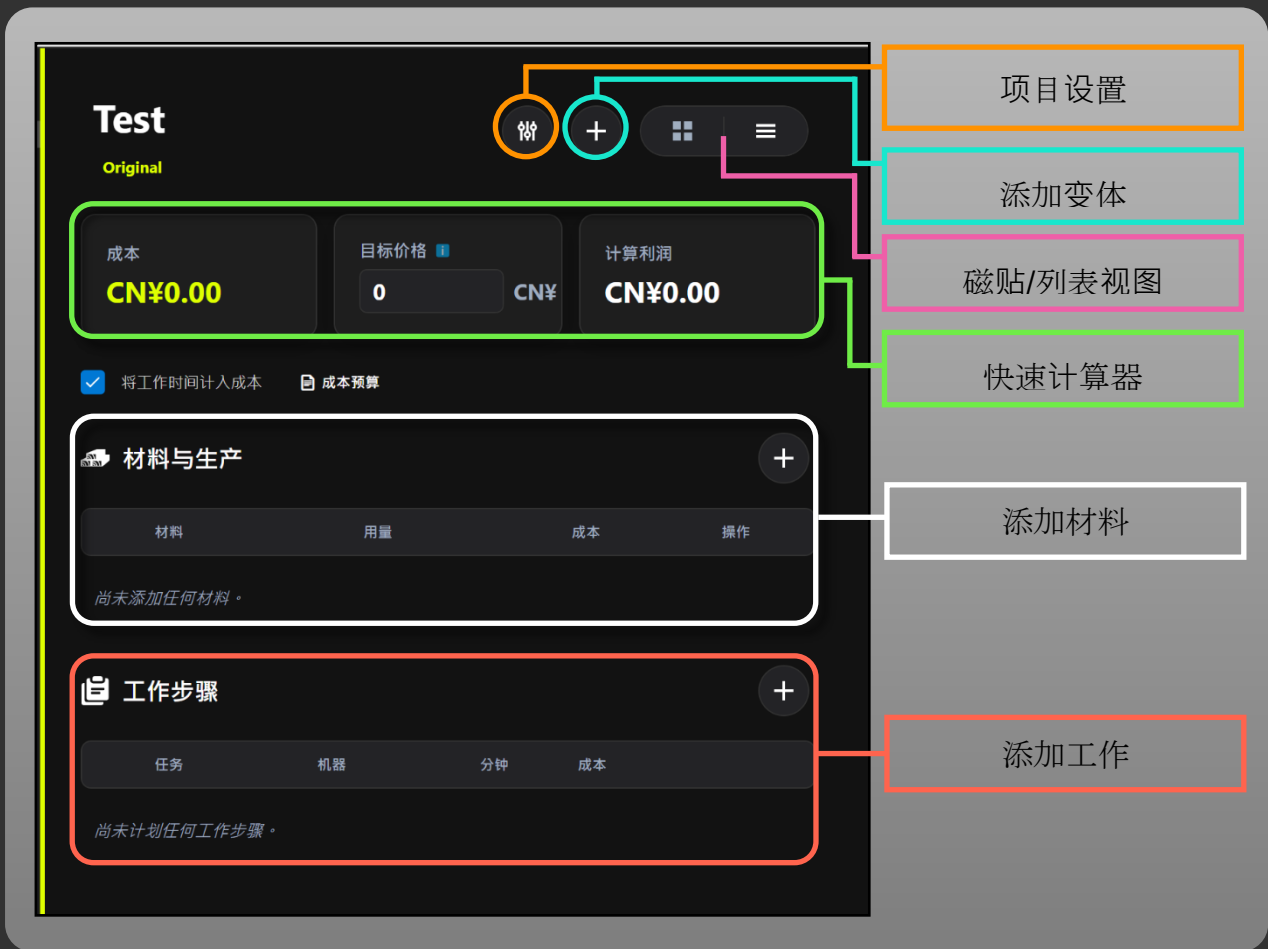 Test
Original
项目设置
添加变体
磁贴/列表视图
快速计算器
成本
CN¥0.00
目标价格 i
0 CN¥
计算利润
CN¥0.00
将工作时间计入成本 成本预算
材料与生产
材料 用量 成本 操作
尚未添加任何材料。
添加材料
工作步骤
任务 机器 分钟 成本
尚未计划任何工作步骤。
添加工作